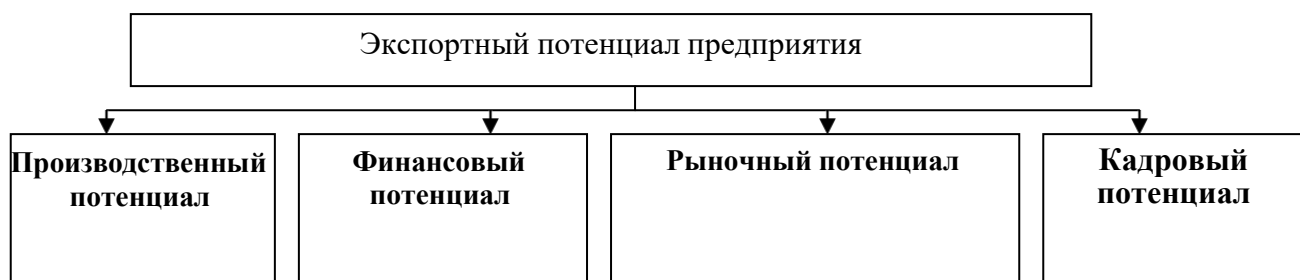 Экспортный потенциал предприятия
Производственный
потенциал
Финансовый
потенциал
Рыночный потенциал
Кадровый
потенциал